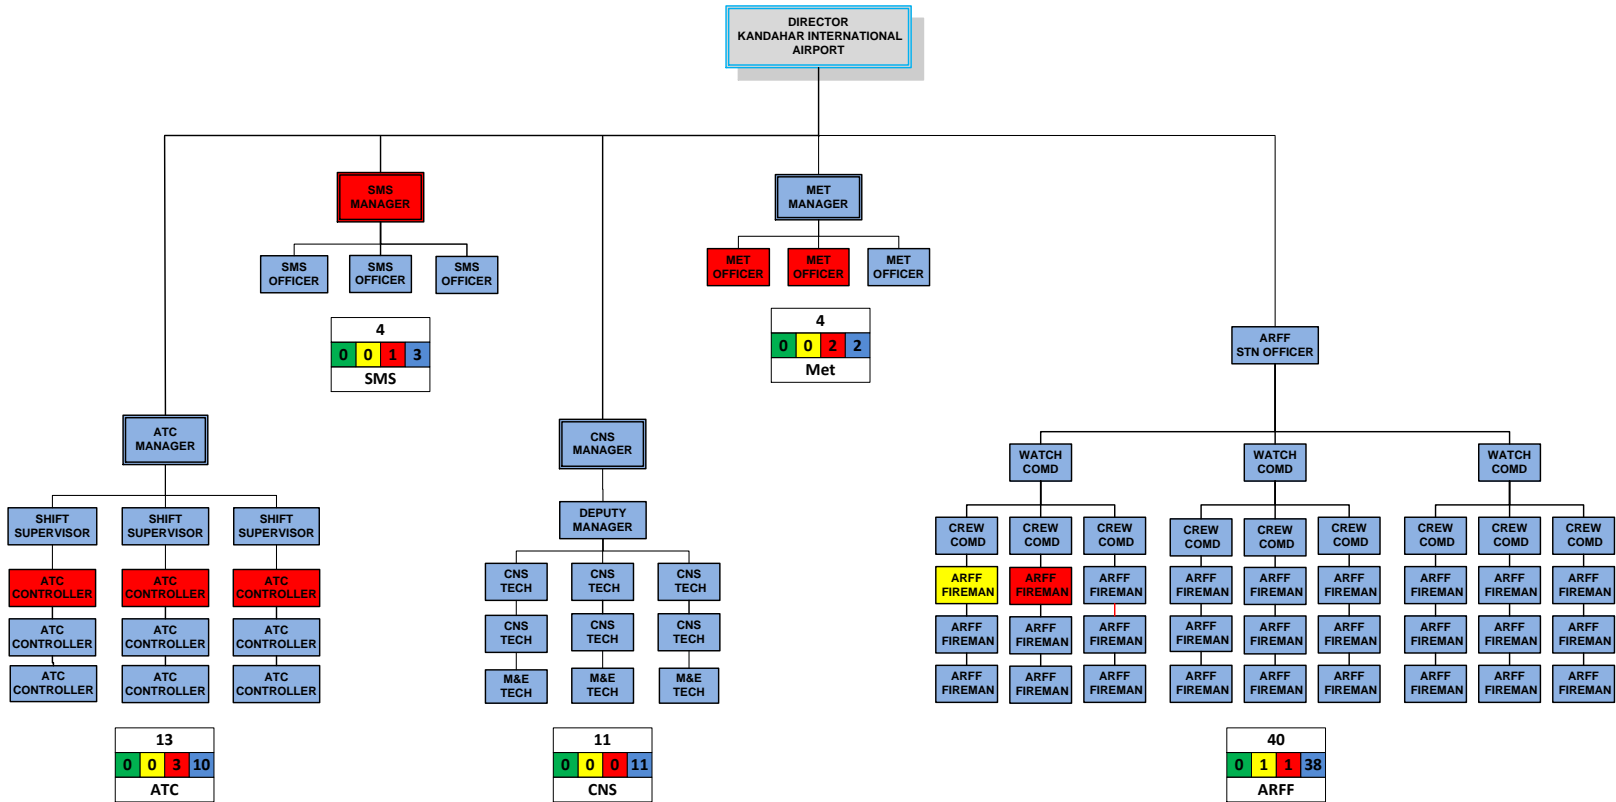 DIRECTOR
KANDAHAR INTERNATIONAL
AIRPORT
SMS
MANAGER
MET
MANAGER
SMS
OFFICER
SMS
OFFICER
SMS
OFFICER
MET
OFFICER
MET
OFFICER
MET
OFFICER
4
0 0 1 3
SMS
4
0 0 2 2
Met
ARFF
STN OFFICER
ATC
MANAGER
CNS
MANAGER
WATCH
COMD
WATCH
COMD
WATCH
COMD
SHIFT
SUPERVISOR
SHIFT
SUPERVISOR
SHIFT
SUPERVISOR
ATC
CONTROLLER
ATC
CONTROLLER
ATC
CONTROLLER
ATC
CONTROLLER
ATC
CONTROLLER
ATC
CONTROLLER
ATC
CONTROLLER
ATC
CONTROLLER
ATC
CONTROLLER
13
0 0 3 10
ATC
DEPUTY
MANAGER
CNS
TECH
CNS
TECH
CNS
TECH
CNS
TECH
CNS
TECH
CNS
TECH
M&E
TECH
M&E
TECH
M&E
TECH
11
0 0 0 11
CNS
CREW
COMD
CREW
COMD
CREW
COMD
CREW
COMD
CREW
COMD
CREW
COMD
CREW
COMD
CREW
COMD
CREW
COMD
ARFF
FIREMAN
ARFF
FIREMAN
ARFF
FIREMAN
ARFF
FIREMAN
ARFF
FIREMAN
ARFF
FIREMAN
ARFF
FIREMAN
ARFF
FIREMAN
ARFF
FIREMAN
ARFF
FIREMAN
ARFF
FIREMAN
ARFF
FIREMAN
ARFF
FIREMAN
ARFF
FIREMAN
ARFF
FIREMAN
ARFF
FIREMAN
ARFF
FIREMAN
ARFF
FIREMAN
ARFF
FIREMAN
ARFF
FIREMAN
ARFF
FIREMAN
ARFF
FIREMAN
ARFF
FIREMAN
ARFF
FIREMAN
ARFF
FIREMAN
ARFF
FIREMAN
ARFF
FIREMAN
40
0 1 1 38
ARFF